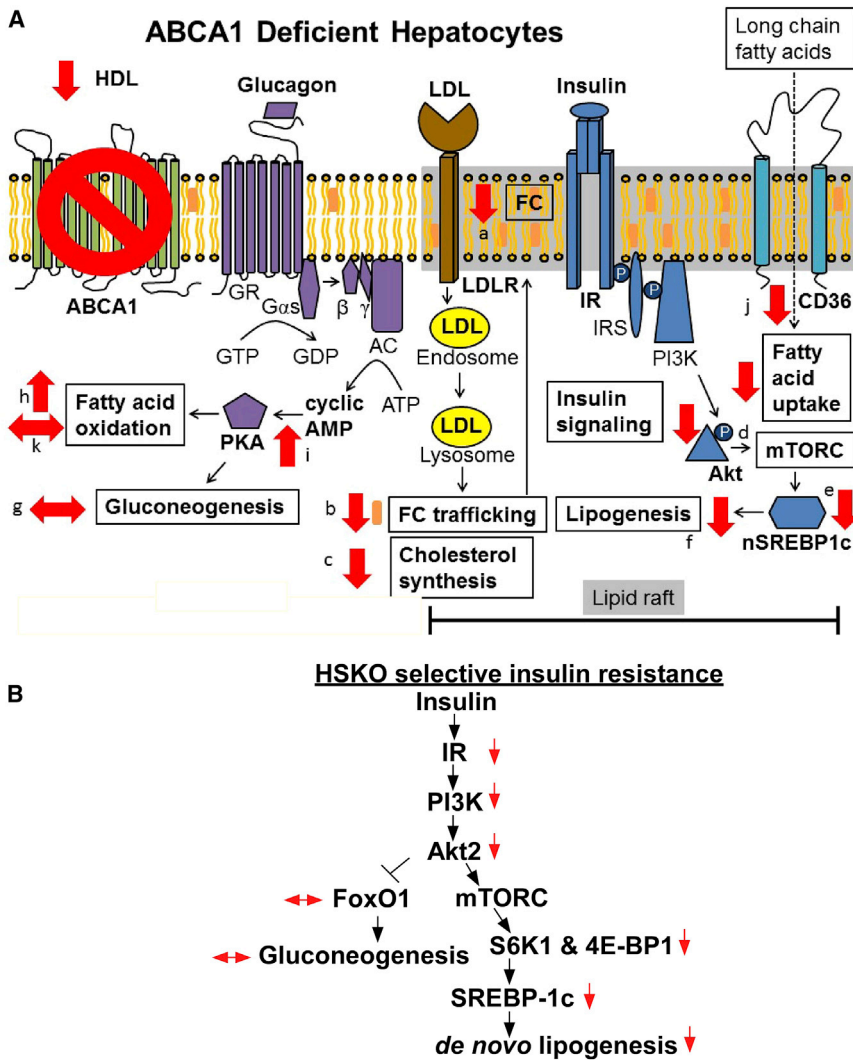 A
ABCA1 Deficient Hepatocytes
Long chain
fatty acids
HDL
Glucagon
LDL
Insulin
FC
a
ABCA1
GR
Gαs
β
γ
LDLR
IR
P
P
IRS
PI3K
j
CD36
GTP
GDP
AC
LDL
Endosome
Fatty
acid
uptake
h
Fatty acid
oxidation
k
cyclic
AMP
ATP
PKA
i
LDL
Lysosome
Insulin
signaling
P
d
Akt
mTORC
g
Gluconeogenesis
b
FC trafficking
Lipogenesis
f
e
nSREBP1c
c
Cholesterol
synthesis
Lipid raft
B
HSKO selective insulin resistance
Insulin
IR
PI3K
Akt2
FoxO1
mTORC
Gluconeogenesis
S6K1 & 4E-BP1
SREBP-1c
de novo lipogenesis